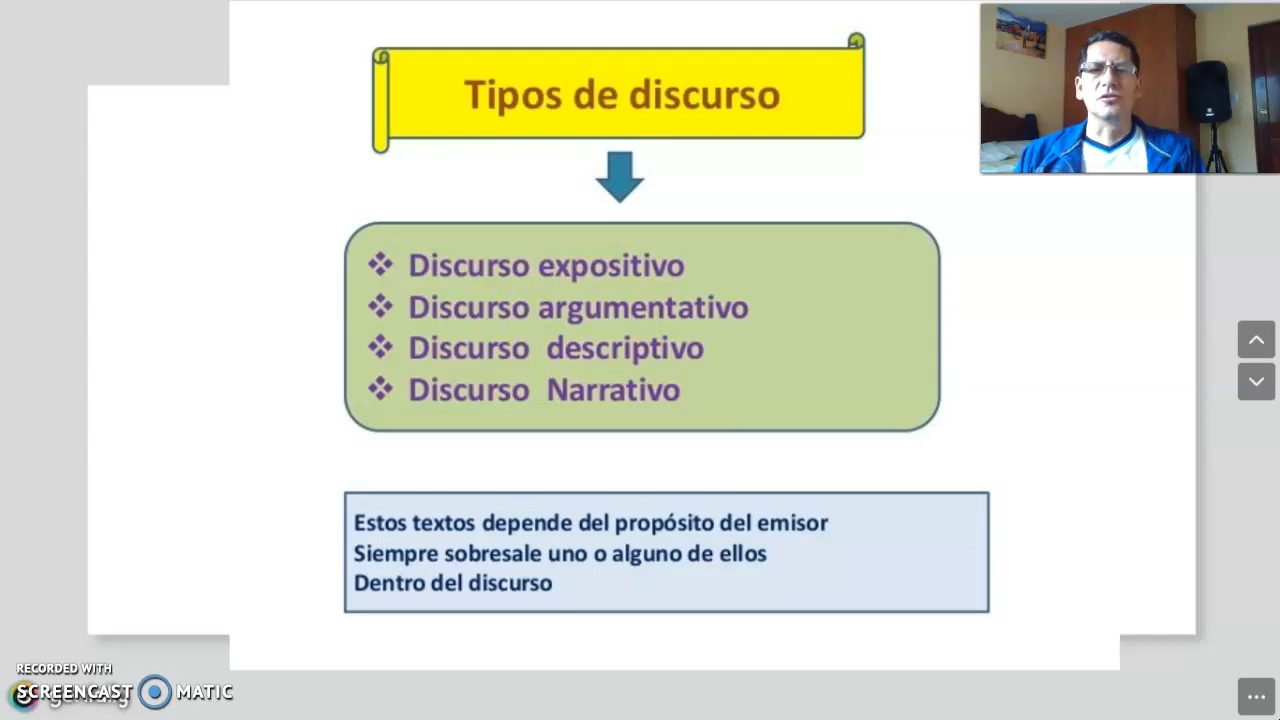 Tipos de discurso
Discurso expositivo
Discurso argumentativo
Discurso descriptivo
Discurso Narrativo
Estos textos depende del propósito del emisor
Siempre sobresale uno o alguno de ellos
Dentro del discurso
RECORDED WITH
SCREENCAST MATIC